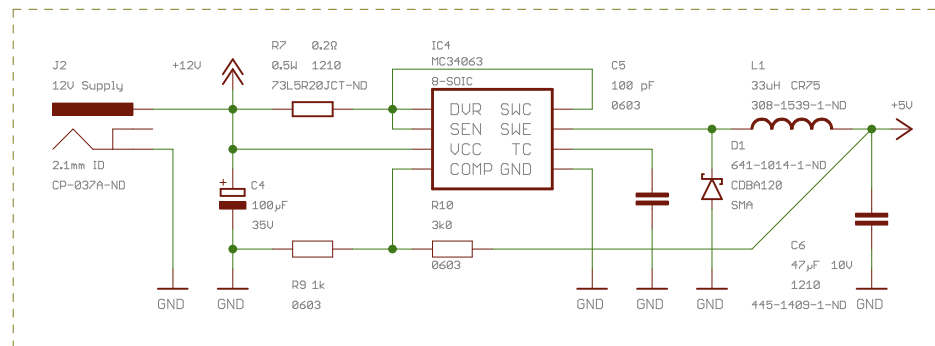 J2
12V Supply
+12V
R7 0.2Ω
0.5W 1210
73L5R20JCT-ND
IC4
MC34063
8-SOIC
C5
100 pF
0603
L1
33uH CR75
308-1539-1-ND
+5V
DVR SWC
SEN SWE
VCC TC
COMP GND
2.1mm ID
CP-037A-ND
+
C4
100µF
35V
D1
641-1014-1-ND
CDBA120
SMA
R10
3k0
0603
R9 1k
0603
C6
47µF 10V
1210
445-1409-1-ND
GND
GND
GND
GND
GND
GND